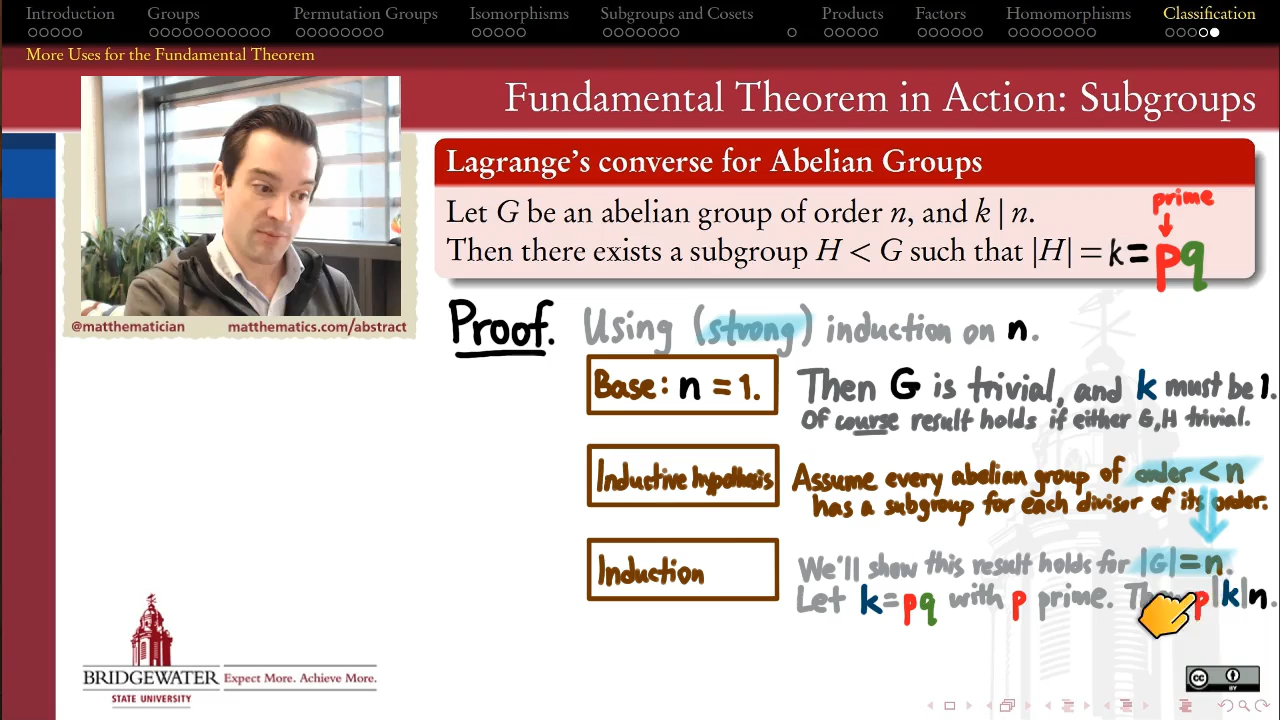 Introduction Groups Permutation Groups Isomorphisms Subgroups and Cosets Products Factors Homomorphisms Classification
More Uses for the Fundamental Theorem
Fundamental Theorem in Action: Subgroups
Lagrange's converse for Abelian Groups
Let G be an abelian group of order n, and k | n.
prime
Then there exists a subgroup H < G such that |H| = k = pq
@matthematician matthematics.com/abstract
Proof. Using (strong) induction on n.
Base: n = 1. Then G is trivial, and k must be 1.
Of course result holds if either G,H trivial.
Inductive hypothesis Assume every abelian group of order < n
has a subgroup for each divisor of its order.
Induction We'll show this result holds for |G| = n.
Let k = pq with p prime. p|k|n.
BRIDGEWATER
STATE UNIVERSITY
Expect More. Achieve More.
CC BY